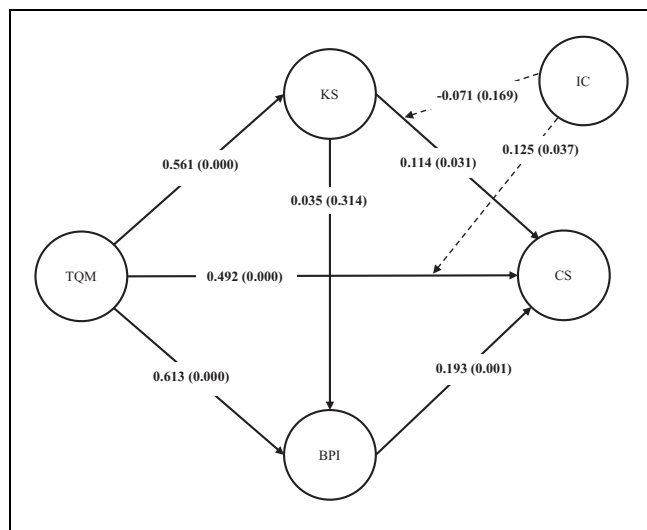 KS
IC
-0.071 (0.169)
0.125 (0.037)
0.561 (0.000)
0.114 (0.031)
0.035 (0.314)
TQM
0.492 (0.000)
CS
0.613 (0.000)
0.193 (0.001)
BPI